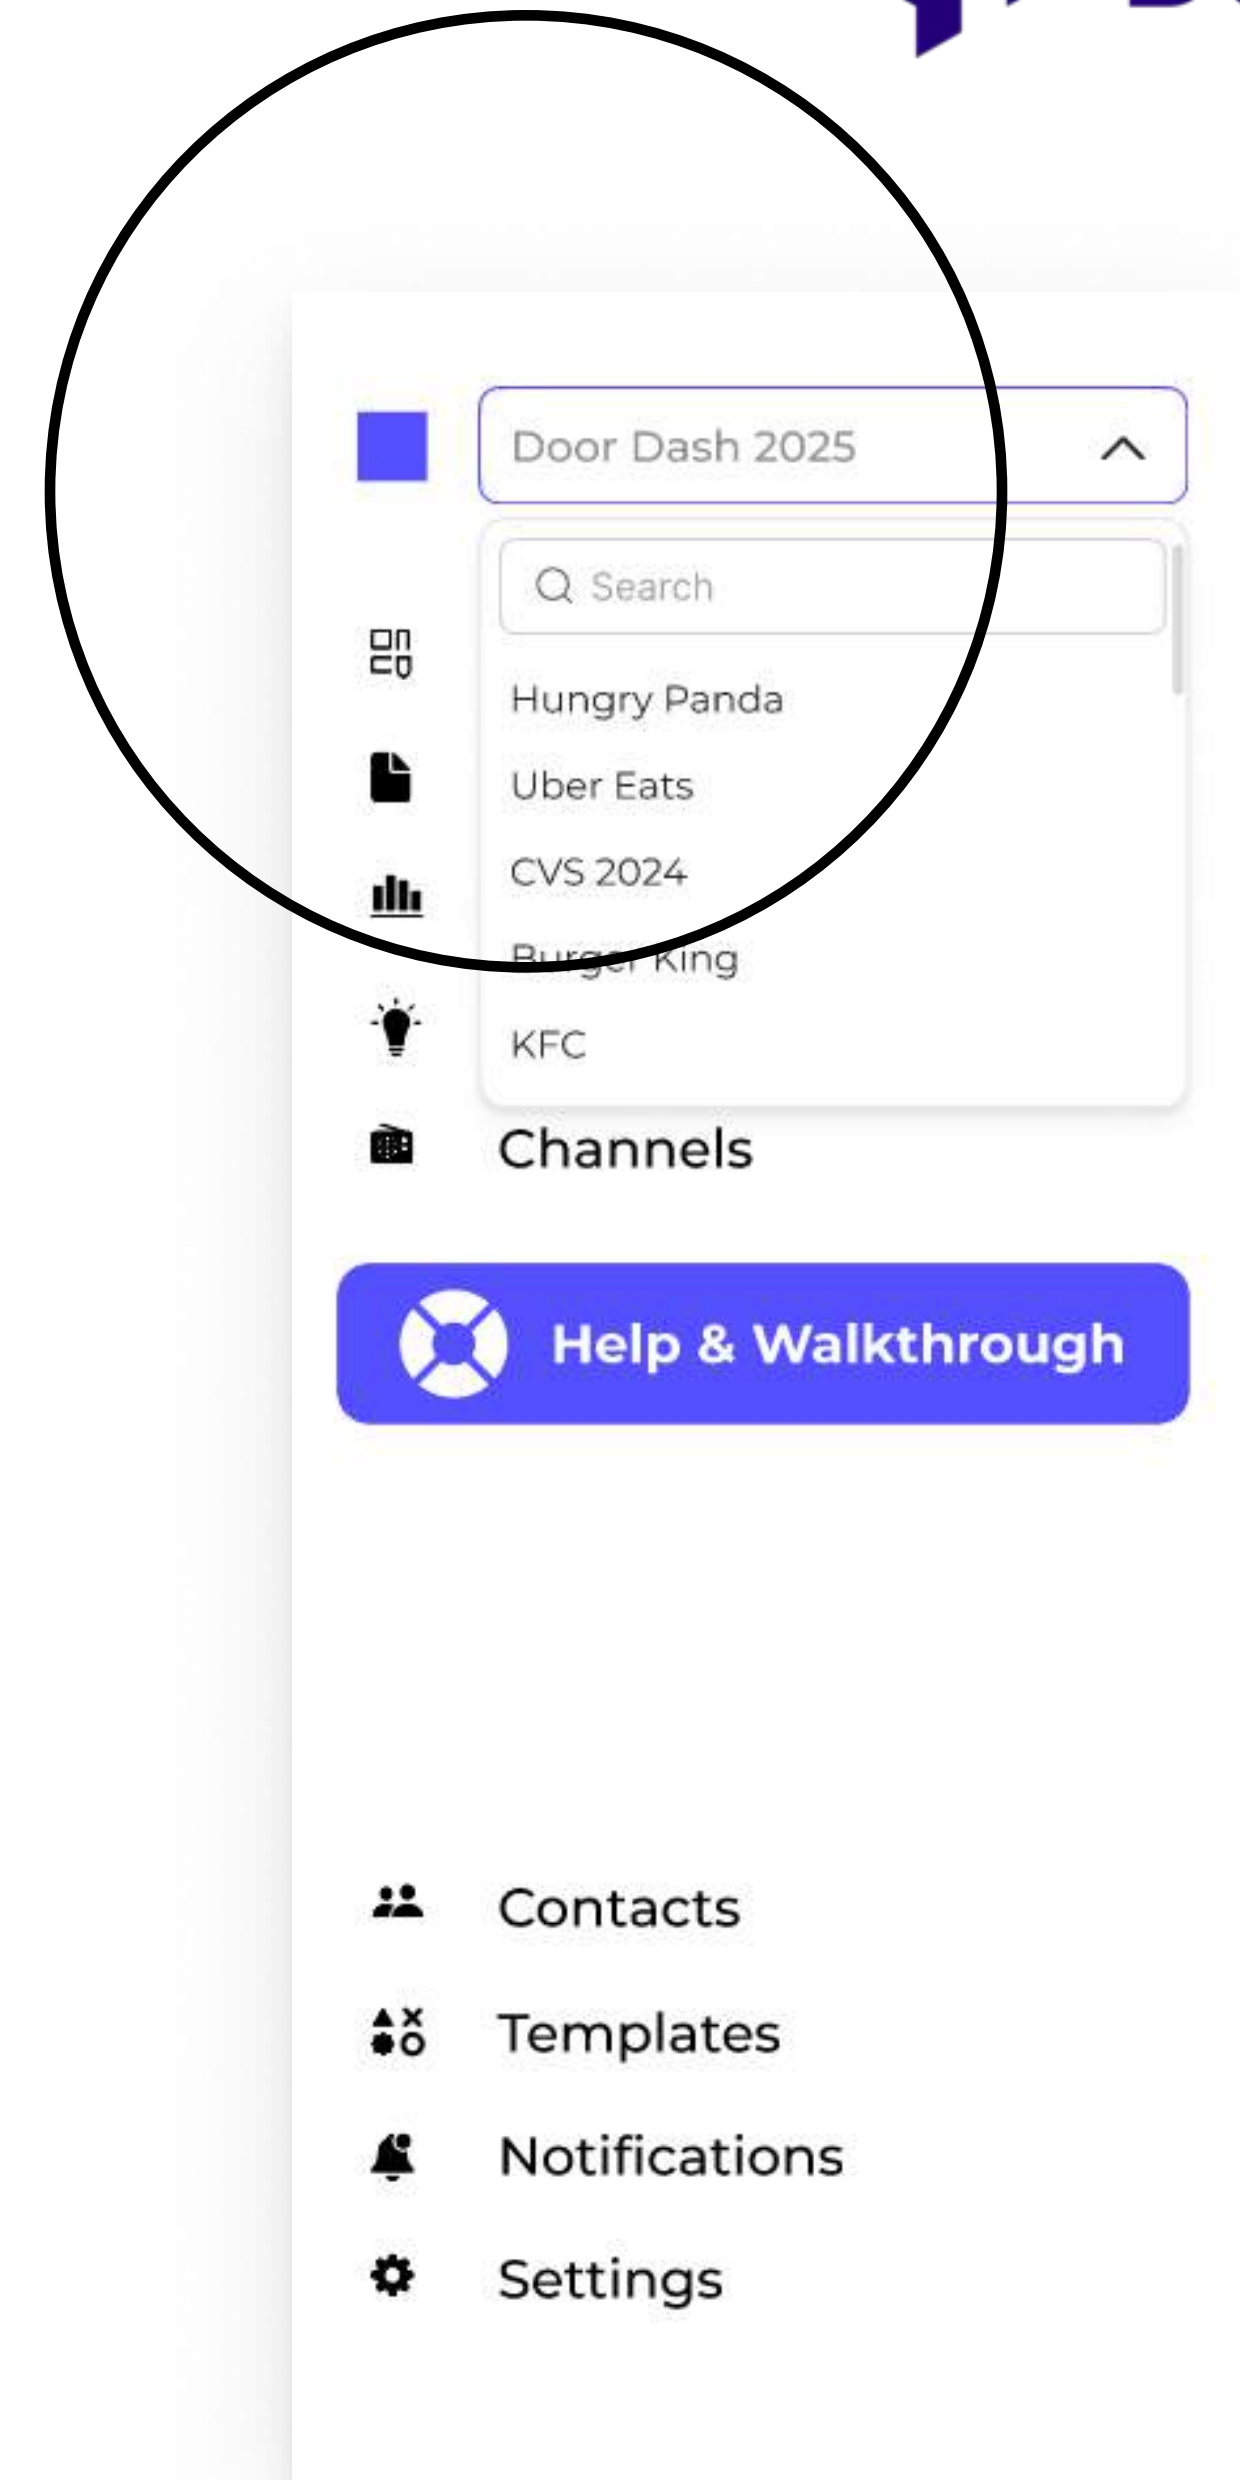 Door Dash 2025
Search
Hungry Panda
Uber Eats
CVS 2024
Burger King
KFC
Channels
Help & Walkthrough
Contacts
Templates
Notifications
Settings